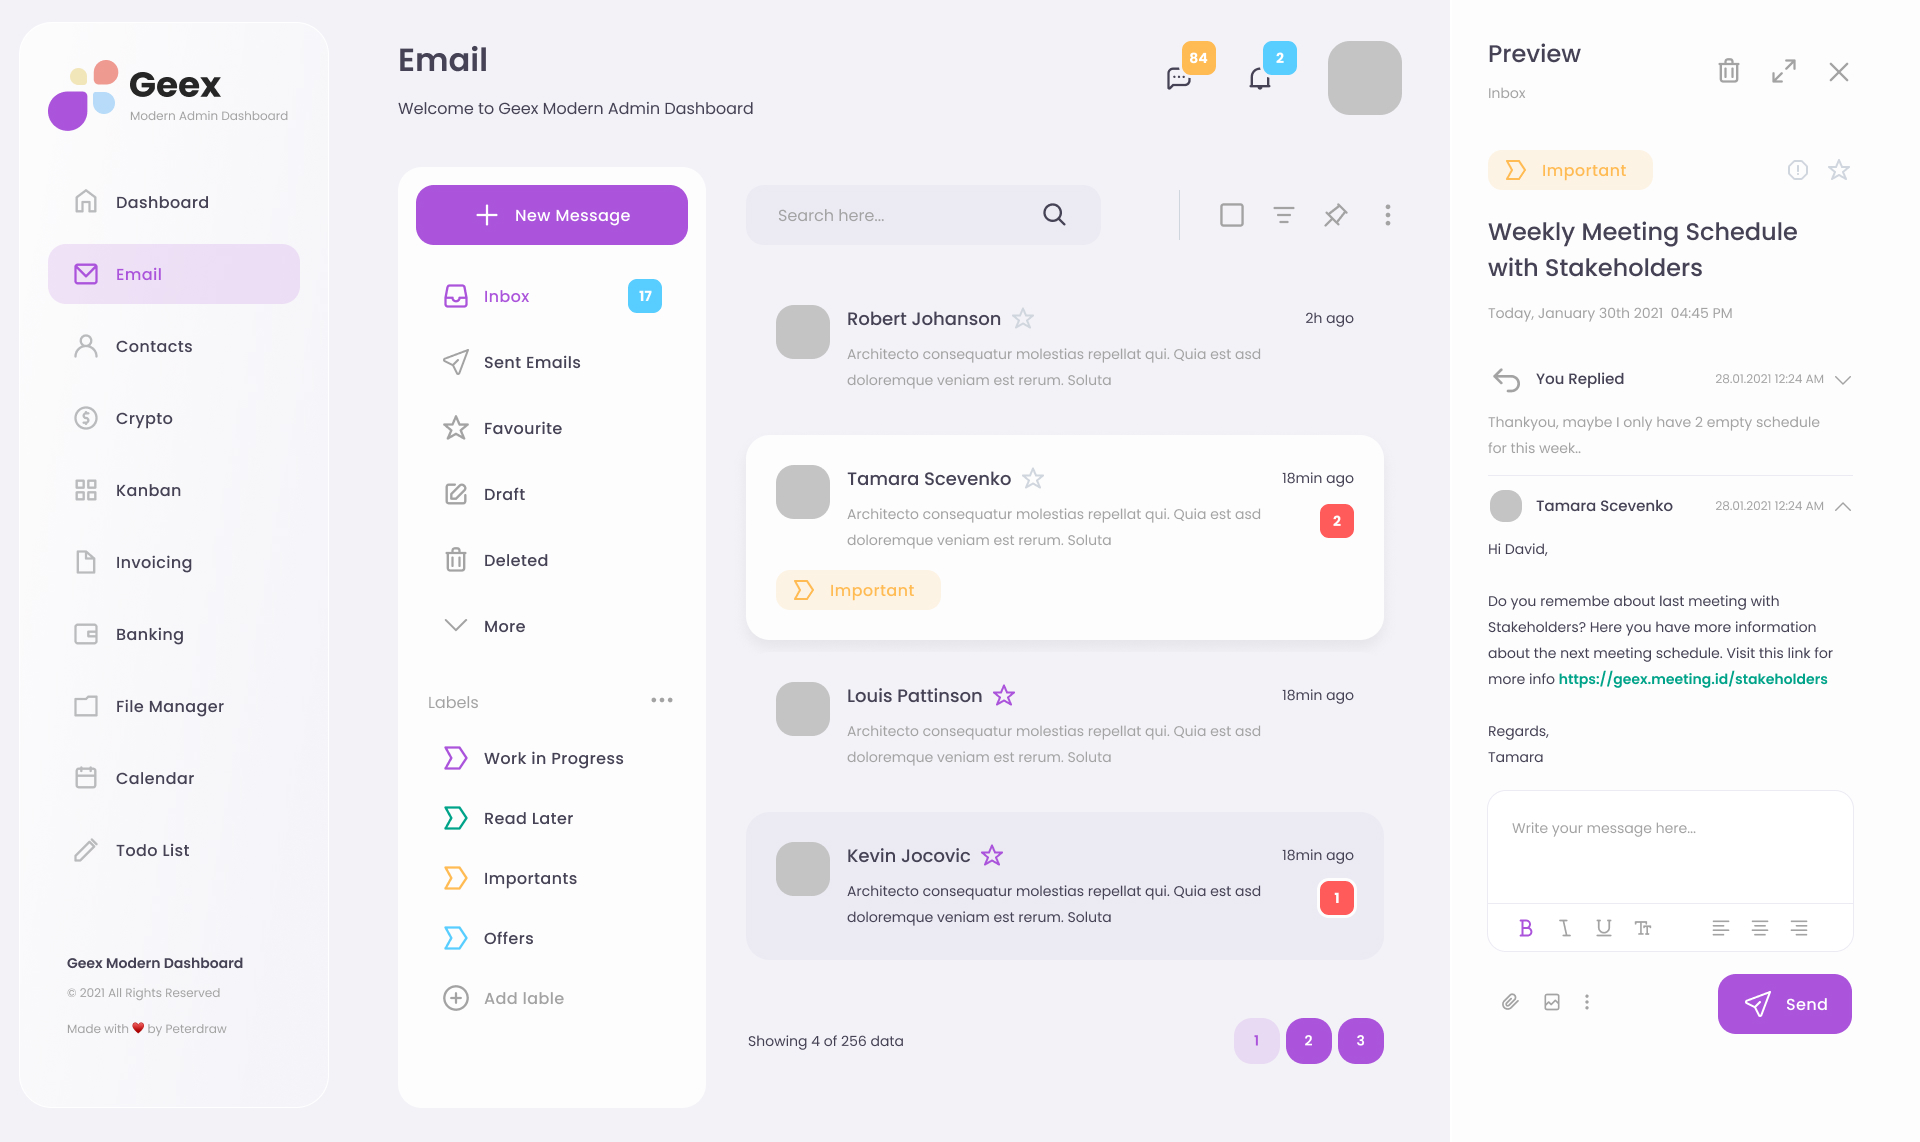 Geex
Modern Admin Dashboard
Dashboard
Email
Contacts
Crypto
Kanban
Invoicing
Banking
File Manager
Calendar
Todo List
Geex Modern Dashboard
© 2021 All Rights Reserved
Made with ❤ by Peterdraw
Email
Welcome to Geex Modern Admin Dashboard
84
2
New Message
Inbox 17
Sent Emails
Favourite
Draft
Deleted
More
Labels
Work in Progress
Read Later
Importants
Offers
Add lable
Search here...
Robert Johanson 2h ago
Architecto consequatur molestias repellat qui. Quia est asd
doloremque veniam est rerum. Soluta
Tamara Scevenko 18min ago
Architecto consequatur molestias repellat qui. Quia est asd
2
doloremque veniam est rerum. Soluta
Important
Louis Pattinson 18min ago
Architecto consequatur molestias repellat qui. Quia est asd
doloremque veniam est rerum. Soluta
Kevin Jocovic 18min ago
Architecto consequatur molestias repellat qui. Quia est asd
1
doloremque veniam est rerum. Soluta
Showing 4 of 256 data
1 2 3
Preview
Inbox
Important
Weekly Meeting Schedule
with Stakeholders
Today, January 30th 2021 04:45 PM
You Replied 28.01.2021 12:24 AM
Thankyou, maybe I only have 2 empty schedule
for this week..
Tamara Scevenko 28.01.2021 12:24 AM
Hi David,
Do you remembe about last meeting with
Stakeholders? Here you have more information
about the next meeting schedule. Visit this link for
more info https://geex.meeting.id/stakeholders
Regards,
Tamara
Write your message here...
B I U Tt
Send